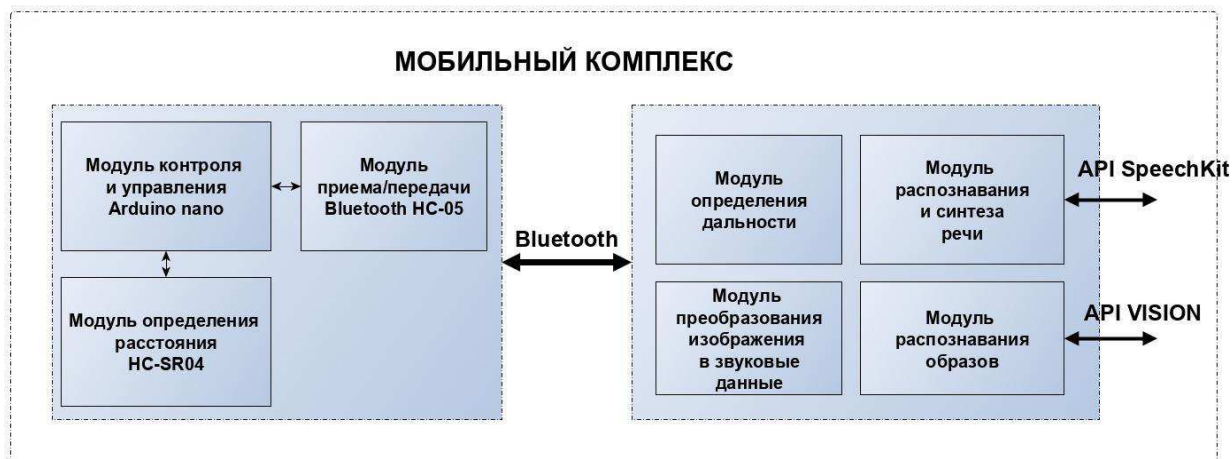 МОБИЛЬНЫЙ КОМПЛЕКС
Модуль контроля
и управления
Arduino nano
Модуль
приема/передачи
Bluetooth HC-05
Модуль определения
расстояния
HC-SR04
Bluetooth
Модуль
определения
дальности
Модуль
распознавания
и синтеза
речи
API SpeechKit
Модуль
преобразования
изображения
в звуковые
данные
Модуль
распознавания
образов
API VISION